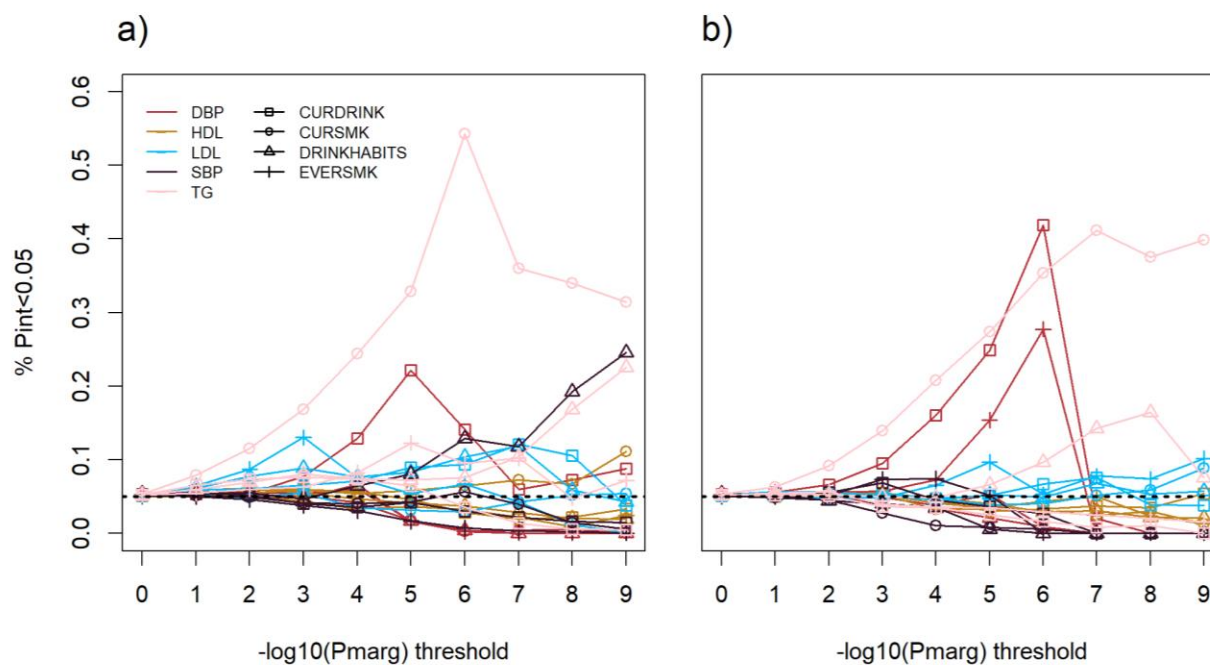 a)
b)
% Pint<0.05
0.6
0.5
0.4
0.3
0.2
0.1
0.0
DBP
HDL
LDL
SBP
TG
CURDRINK
CURSMK
DRINKHABITS
EVERSMK
0 1 2 3 4 5 6 7 8 9
0 1 2 3 4 5 6 7 8 9
-log10(Pmarg) threshold
-log10(Pmarg) threshold